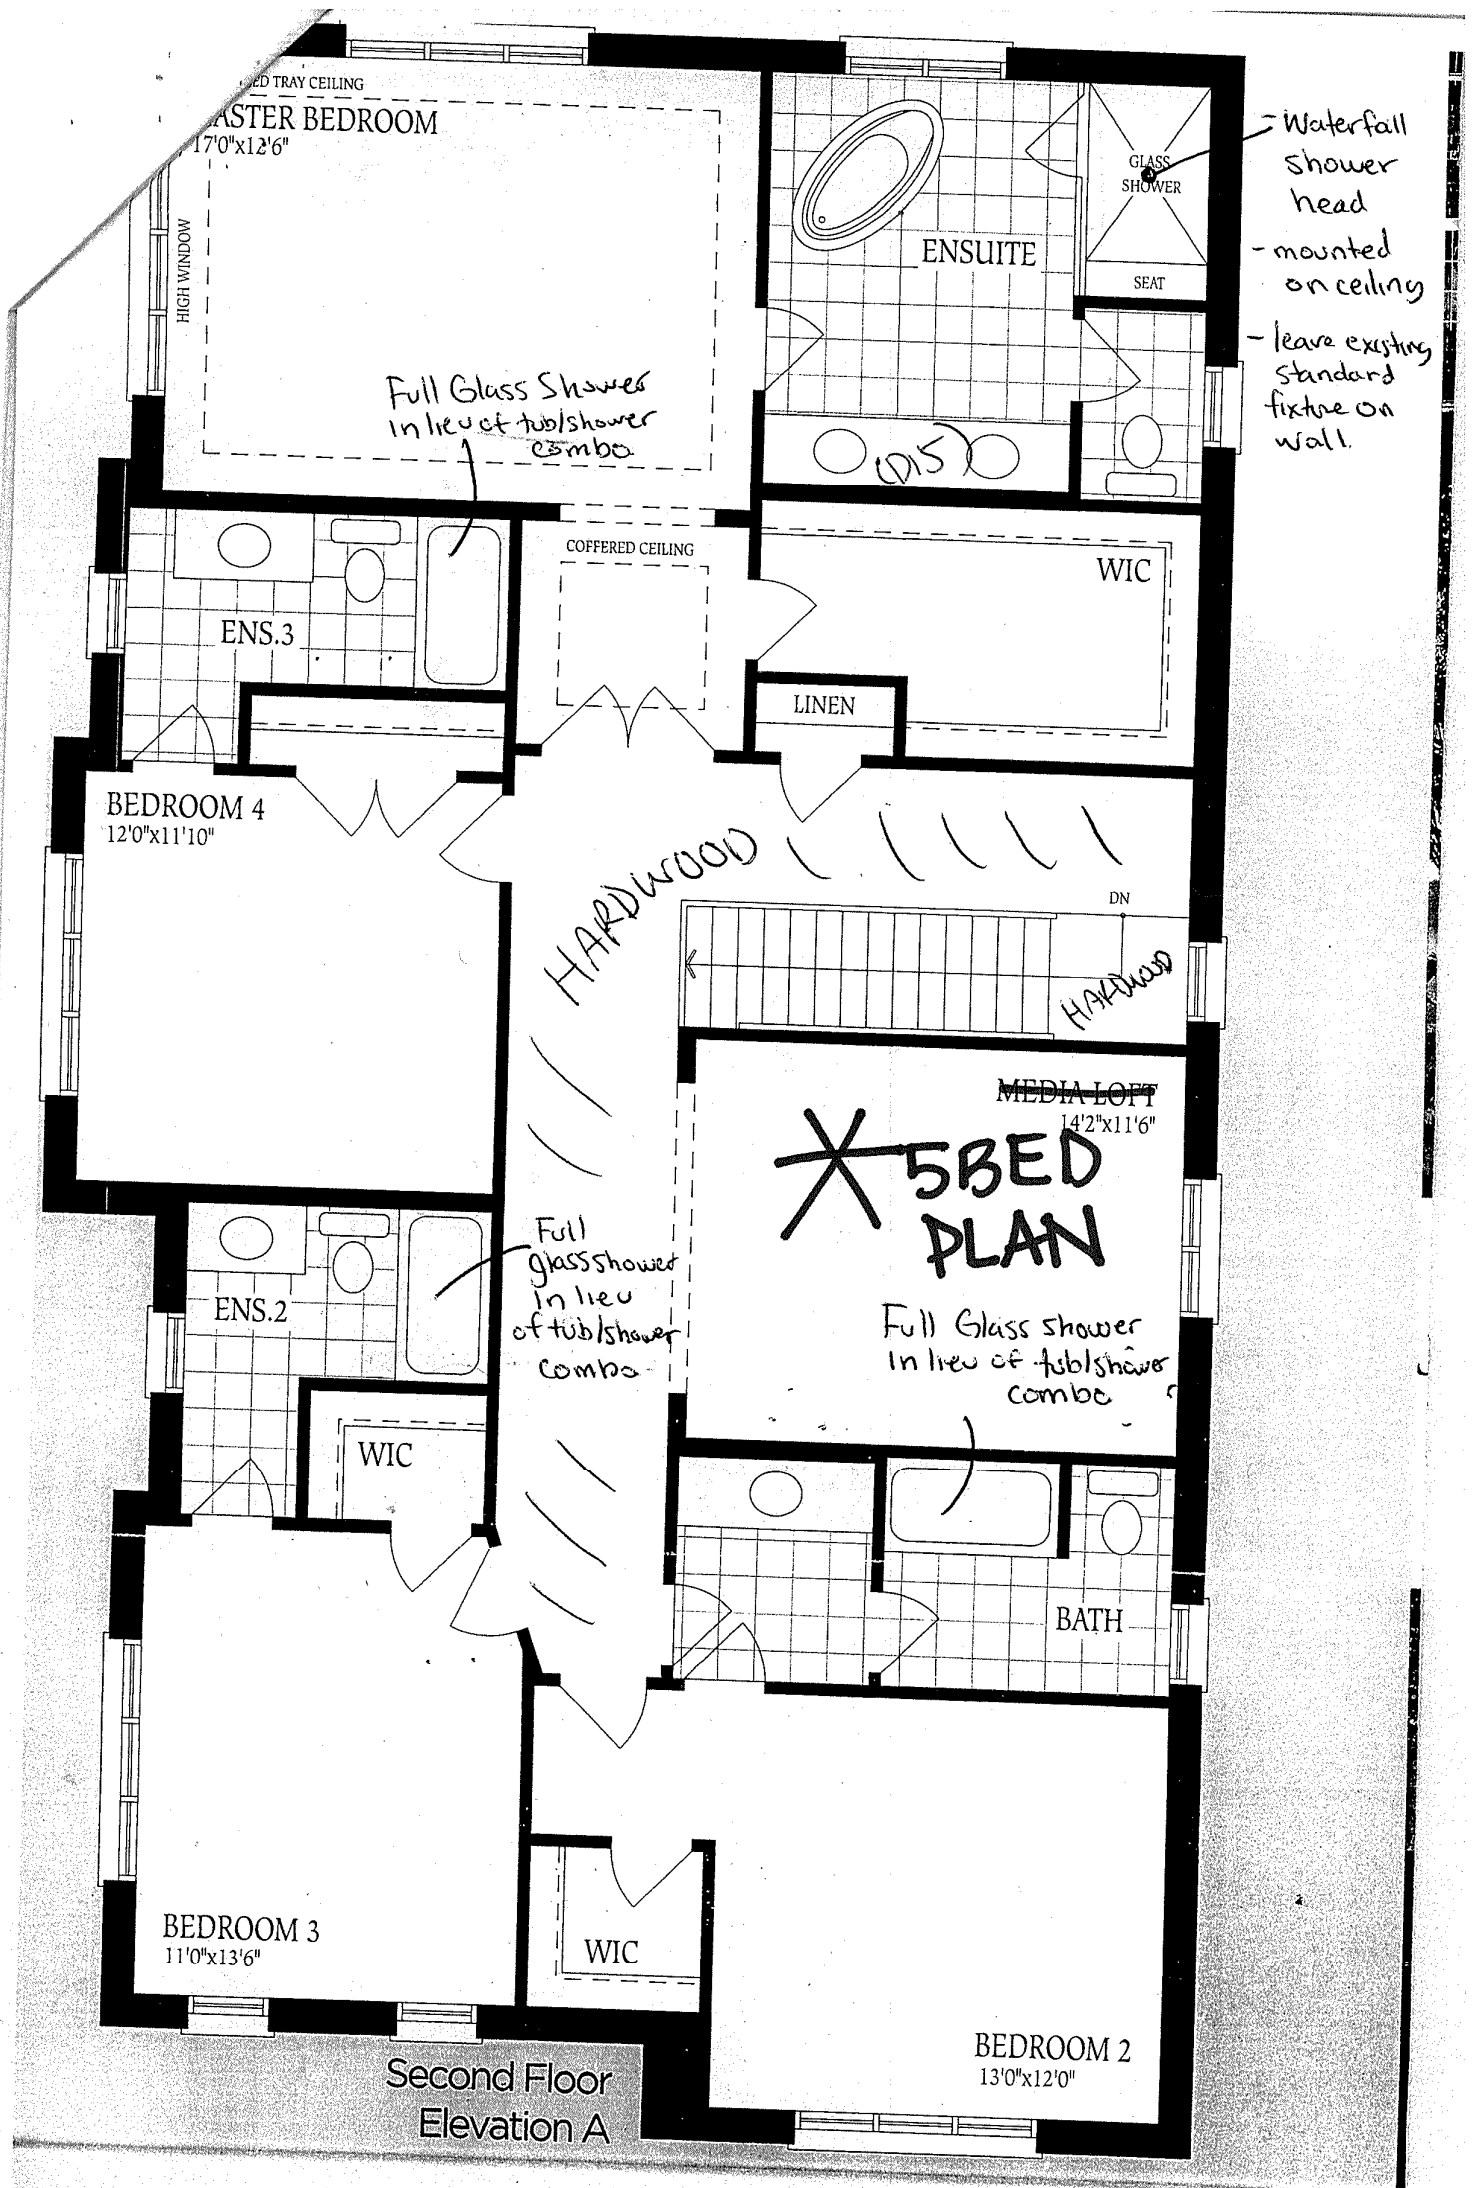 ED TRAY CEILING
ASTER BEDROOM
17'0"x12'6"
HIGH WINDOW
Full Glass Shower
in lieu of tub/shower
combo
ENSUITE
GLASS
SHOWER
SEAT
- Waterfall
shower
head
- mounted
on ceiling
- leave existing
standard
fixture on
wall.
(D15)
COFFERED CEILING
WIC
ENS.3
LINEN
BEDROOM 4
12'0"x11'10"
HARDWOOD
DN
HARDWOOD
MEDIA LOFT
14'2"x11'6"
* 5BED
PLAN
Full
glass shower
in lieu
of tub/shower
combo
ENS.2
Full Glass shower
in lieu of tub/shower
combo
WIC
BATH
BEDROOM 3
11'0"x13'6"
WIC
BEDROOM 2
13'0"x12'0"
Second Floor
Elevation A